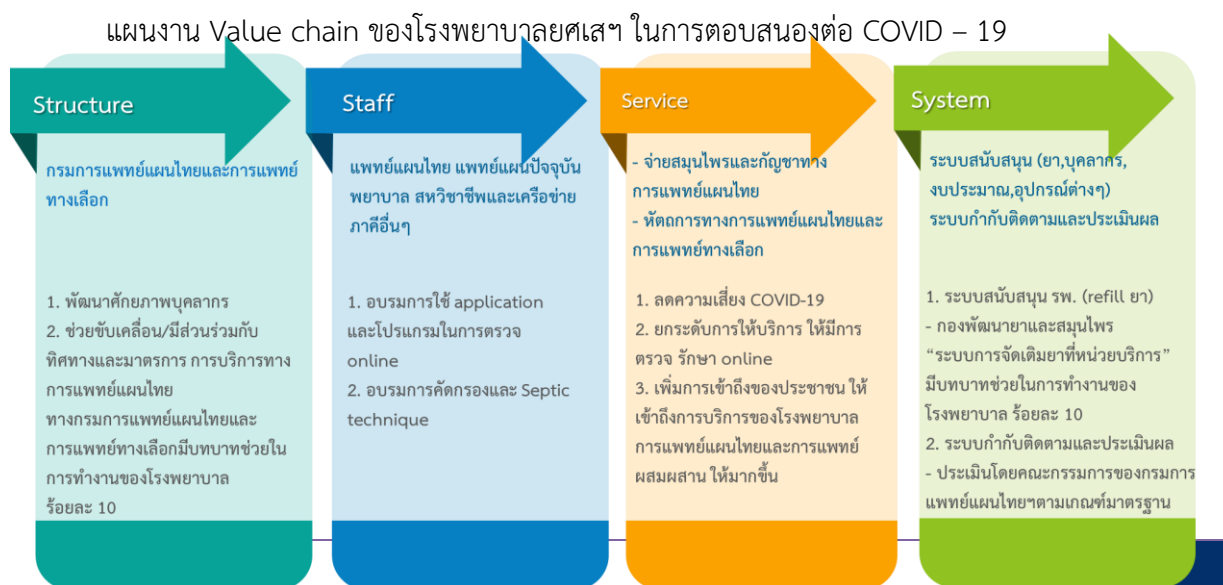 แผนงาน Value chain ของโรงพยาบาลยศเสฯ ในการตอบสนองต่อ COVID – 19
Structure
กรมการแพทย์แผนไทยและการแพทย์
ทางเลือก
1. พัฒนาศักยภาพบุคลากร
2. ช่วยขับเคลื่อน/มีส่วนร่วมกับ
ทิศทางและมาตรการ การบริการทาง
การแพทย์แผนไทย
ทางกรมการแพทย์แผนไทยและ
การแพทย์ทางเลือกมีบทบาทช่วยใน
การทำงานของโรงพยาบาล
ร้อยละ 10
Staff
แพทย์แผนไทย แพทย์แผนปัจจุบัน
พยาบาล สหวิชาชีพและเครือข่าย
ภาคีอื่นๆ
1. อบรมการใช้ application
และโปรแกรมในการตรวจ
online
2. อบรมการคัดกรองและ Septic
technique
Service
- จ่ายสมุนไพรและกัญชาทาง
การแพทย์แผนไทย
- หัตถการทางการแพทย์แผนไทยและ
การแพทย์ทางเลือก
1. ลดความเสี่ยง COVID-19
2. ยกระดับการให้บริการ ให้มีการ
ตรวจ รักษา online
3. เพิ่มการเข้าถึงของประชาชน ให้
เข้าถึงการบริการของโรงพยาบาล
การแพทย์แผนไทยและการแพทย์
ผสมผสาน ให้มากขึ้น
System
ระบบสนับสนุน (ยา,บุคลากร,
งบประมาณ,อุปกรณ์ต่างๆ)
ระบบกำกับติดตามและประเมินผล
1. ระบบสนับสนุน รพ. (refill ยา)
- กองพัฒนายาและสมุนไพร
“ระบบการจัดเติมยาที่หน่วยบริการ”
มีบทบาทช่วยในการทำงานของ
โรงพยาบาล ร้อยละ 10
2. ระบบกำกับติดตามและประเมินผล
- ประเมินโดยคณะกรรมการของกรมการ
แพทย์แผนไทยฯตามเกณฑ์มาตรฐาน